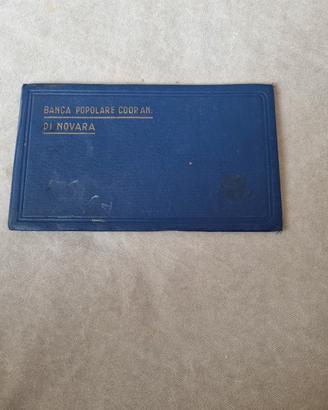 BANCA POPOLARE COOP. AN:
DI NOVARA